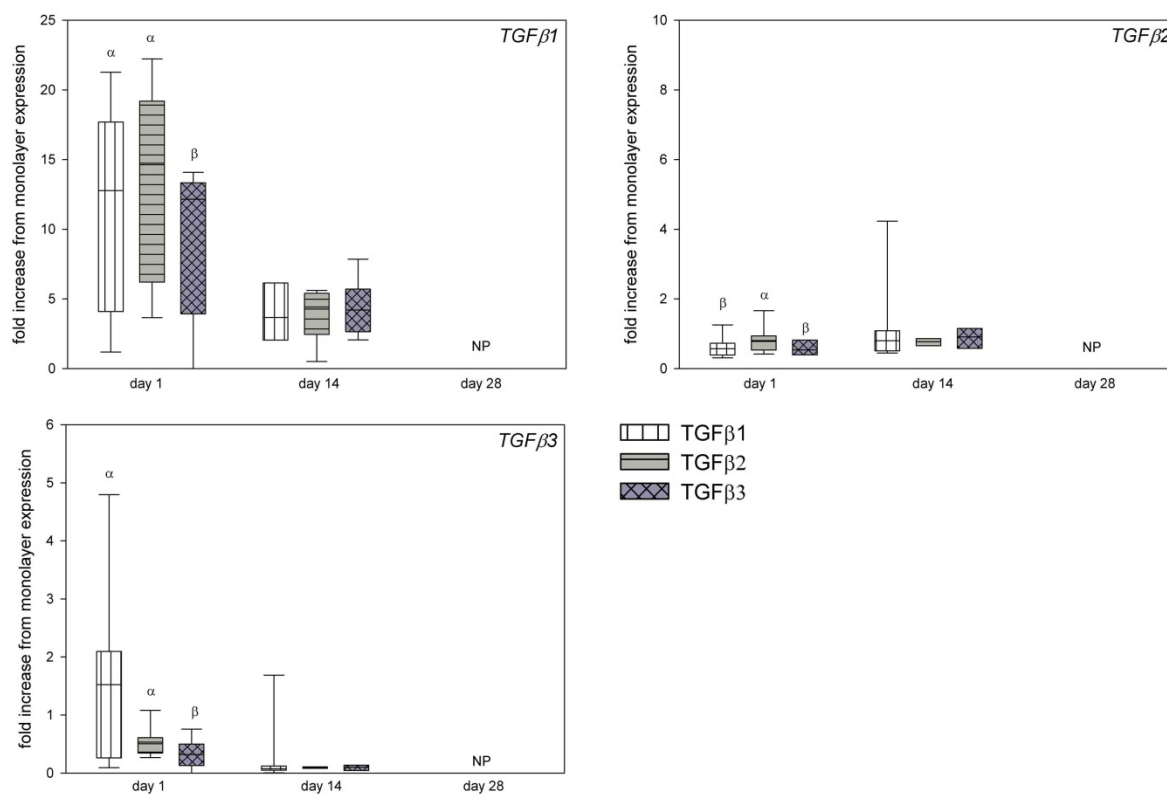 TGFβ1
fold increase from monolayer expression
25
20
15
10
5
0
α
α
β
NP
day 1
day 14
day 28
TGFβ2
fold increase from monolayer expression
10
8
6
4
2
0
β
α
β
NP
day 1
day 14
day 28
TGFβ3
fold increase from monolayer expression
6
5
4
3
2
1
0
α
α
β
NP
day 1
day 14
day 28
TGFβ1
TGFβ2
TGFβ3